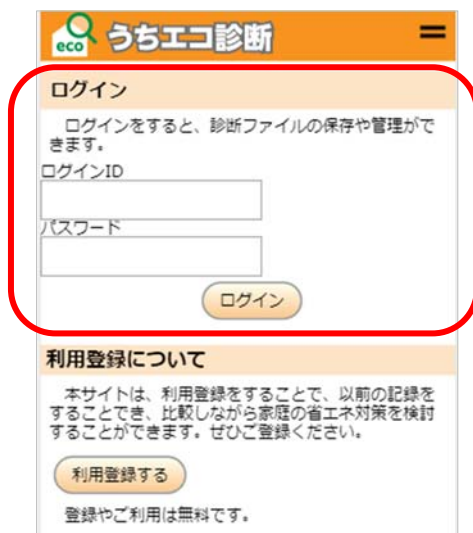 eco うちエコ診断
ログイン
ログインをすると、診断ファイルの保存や管理がで
きます。
ログインID
パスワード
ログイン
利用登録について
本サイトは、利用登録をすることで、以前の記録を
することでき、比較しながら家庭の省エネ対策を検討
することができます。ぜひご登録ください。
利用登録する
登録やご利用は無料です。